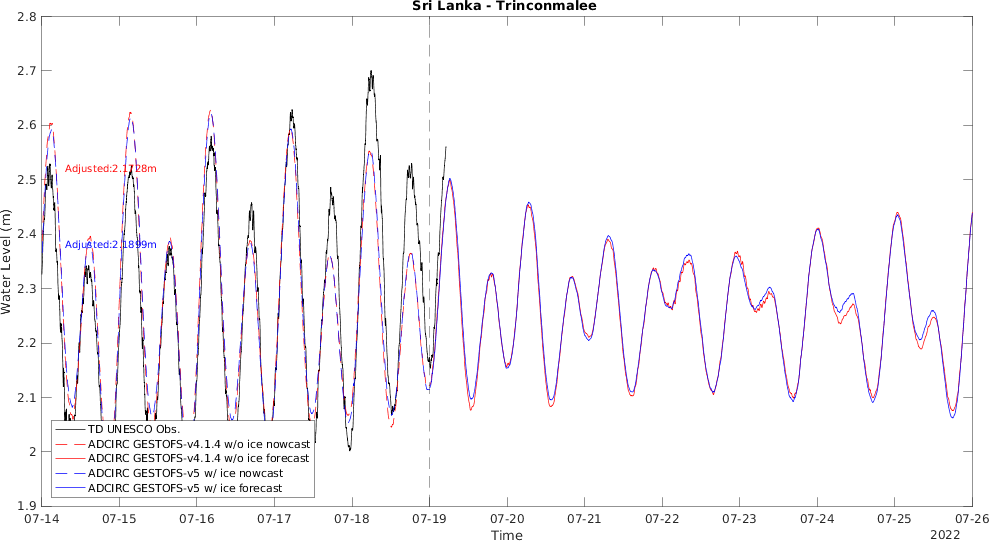 Sri Lanka - Trinconmalee
2.8
2.7
2.6
2.5
2.4
2.3
2.2
2.1
2
1.9
Water Level (m)
Adjusted:2.1728m
Adjusted:2.1899m
TD UNESCO Obs.
ADCIRC GESTOFS-v4.1.4 w/o ice nowcast
ADCIRC GESTOFS-v4.1.4 w/o ice forecast
ADCIRC GESTOFS-v5 w/ ice nowcast
ADCIRC GESTOFS-v5 w/ ice forecast
07-14 07-15 07-16 07-17 07-18 07-19 07-20 07-21 07-22 07-23 07-24 07-25 07-26
Time
2022